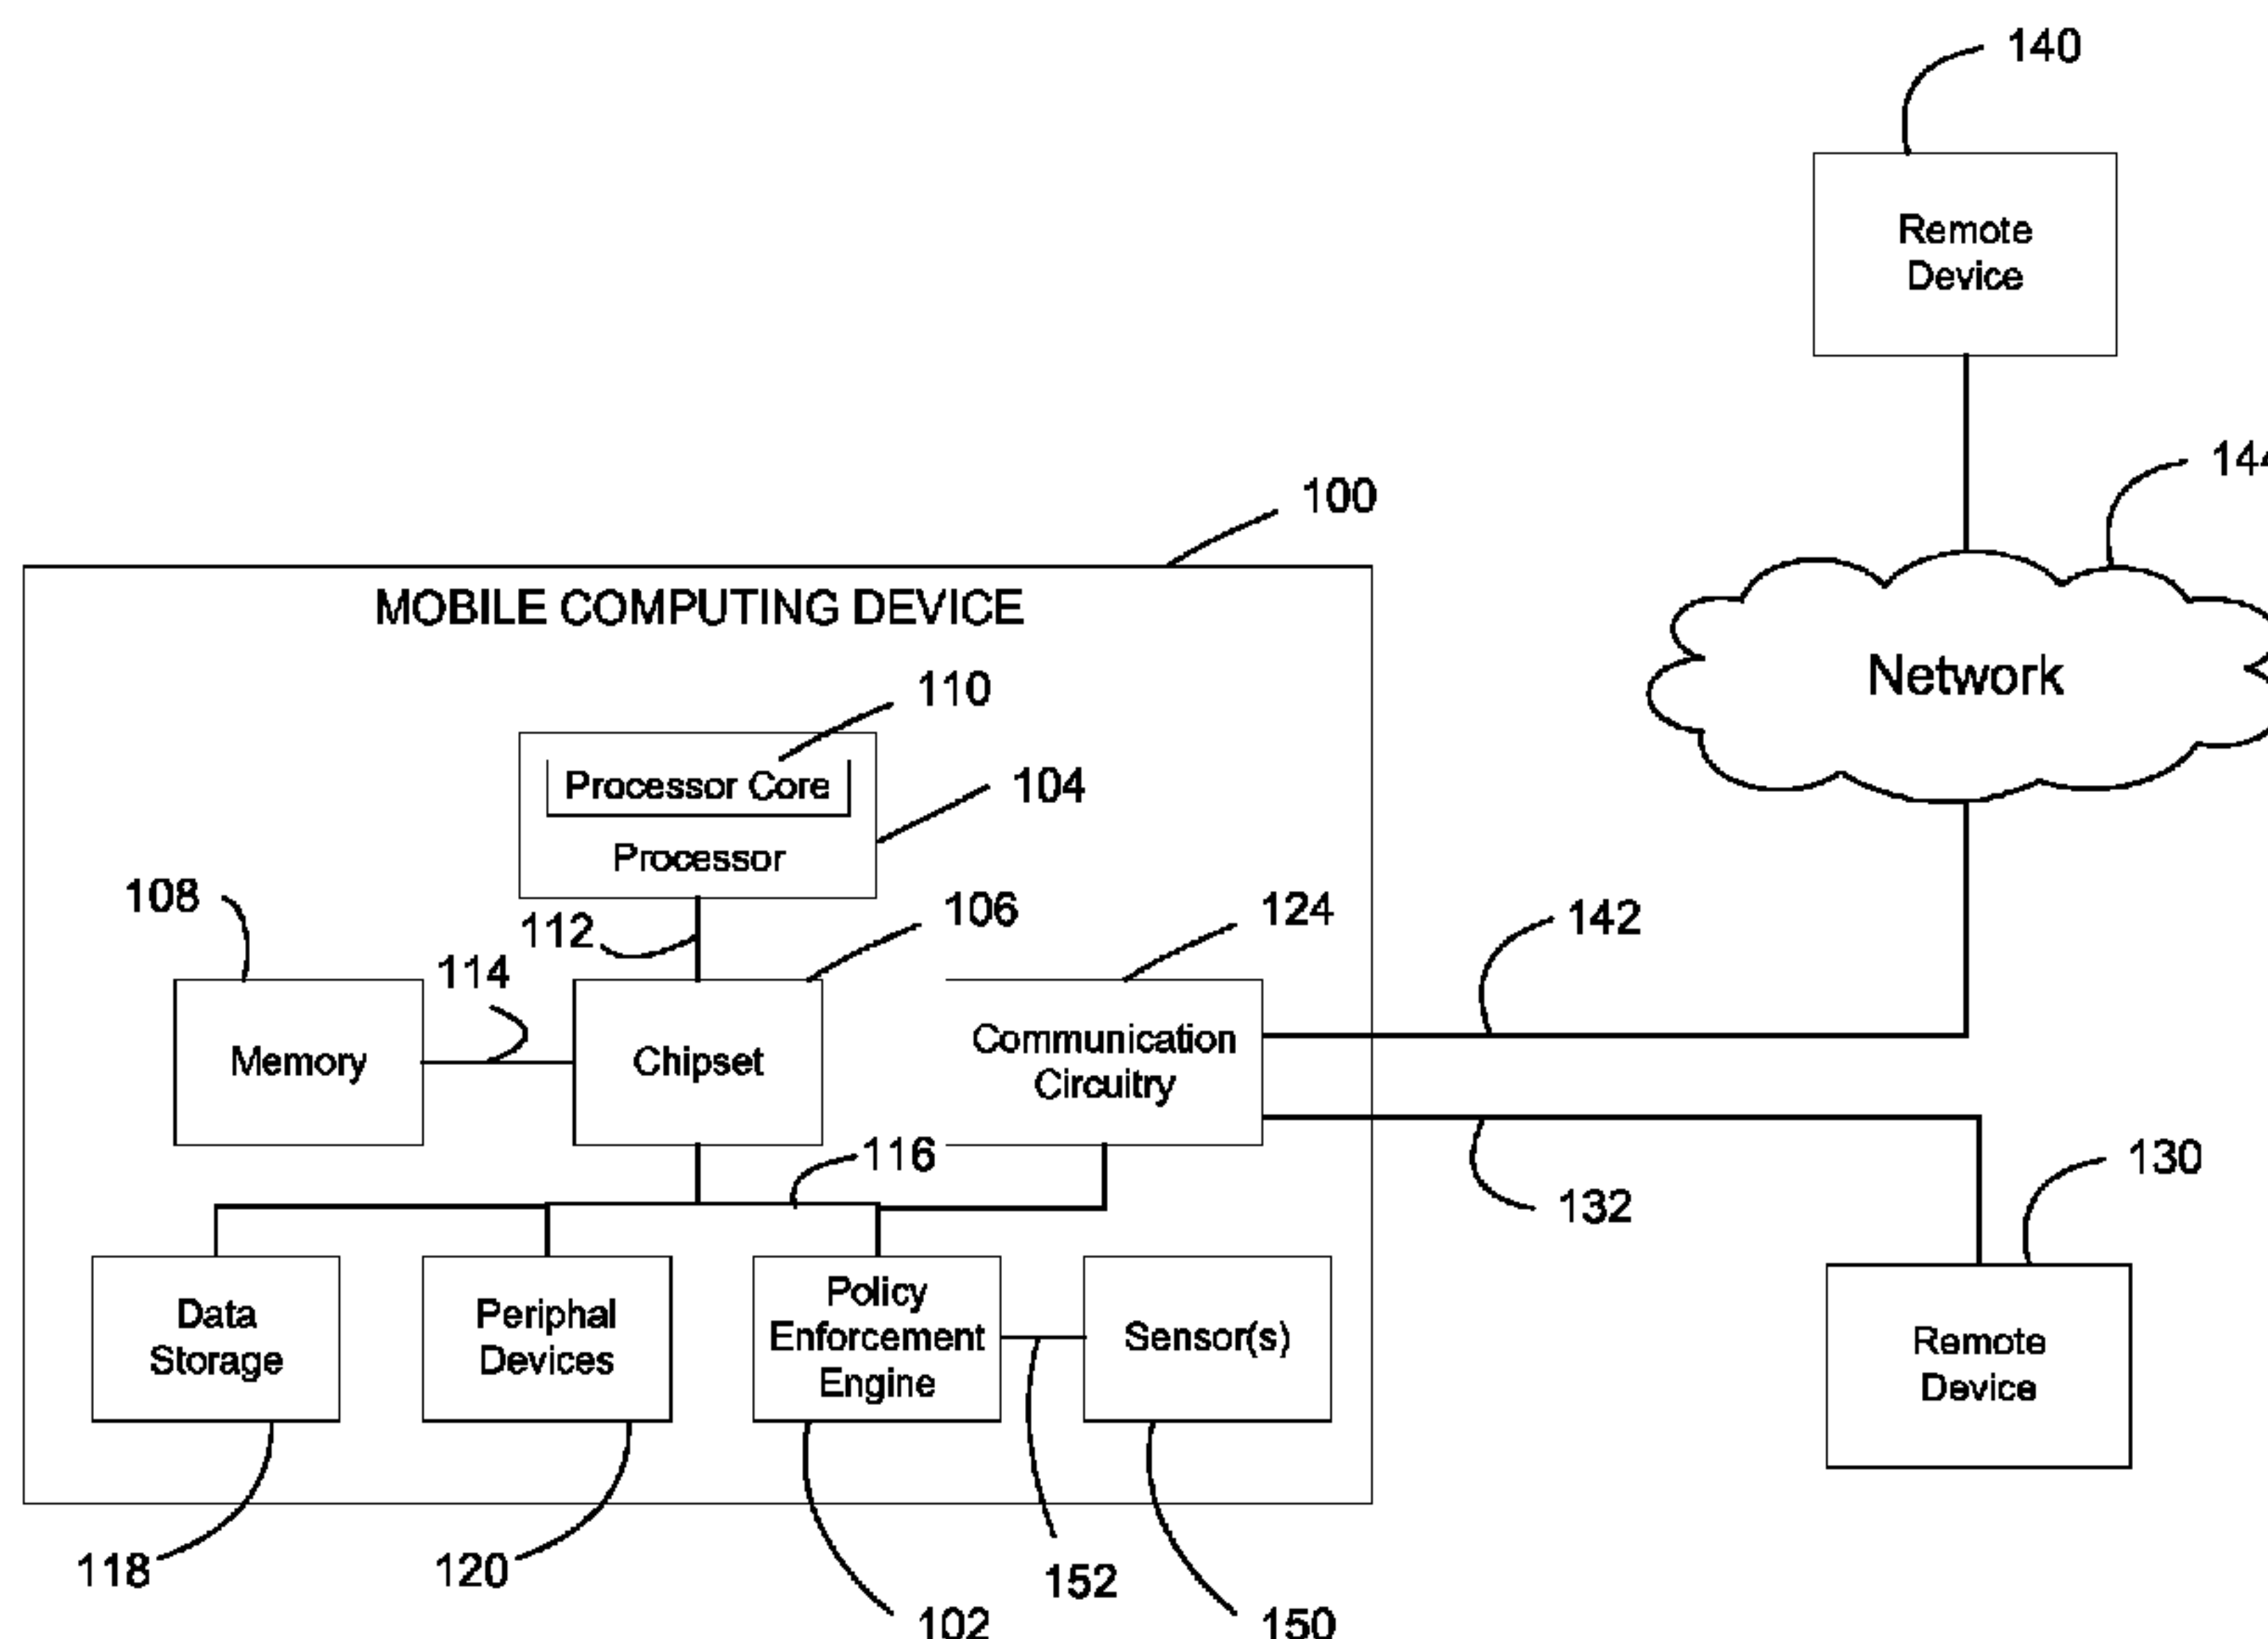 140
Remote
Device
144
100
MOBILE COMPUTING DEVICE
Network
110
Processor Core
104
Processor
108
112
106
124
142
114
Memory
Chipset
Communication
Circuitry
116
132
130
Data
Storage
Periphal
Devices
Policy
Enforcement
Engine
Sensor(s)
Remote
Device
118
120
152
102
150